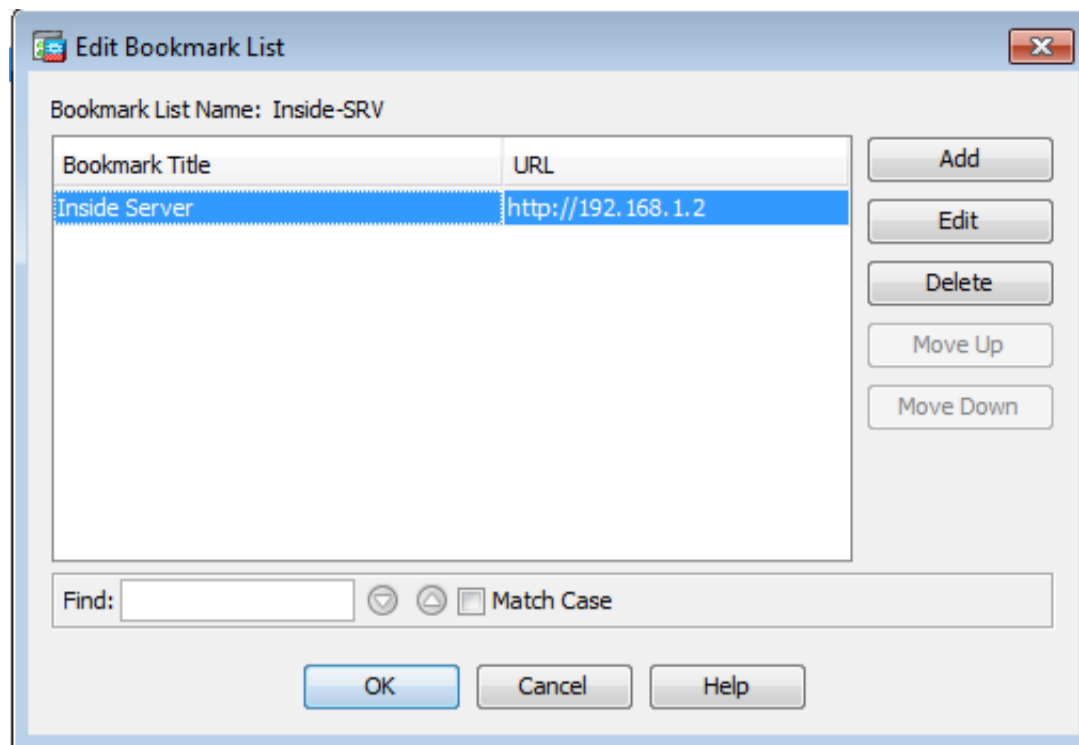 Edit Bookmark List
Bookmark List Name: Inside-SRV
Bookmark Title URL
Inside Server http://192.168.1.2
Add
Edit
Delete
Move Up
Move Down
Find: Match Case
OK Cancel Help